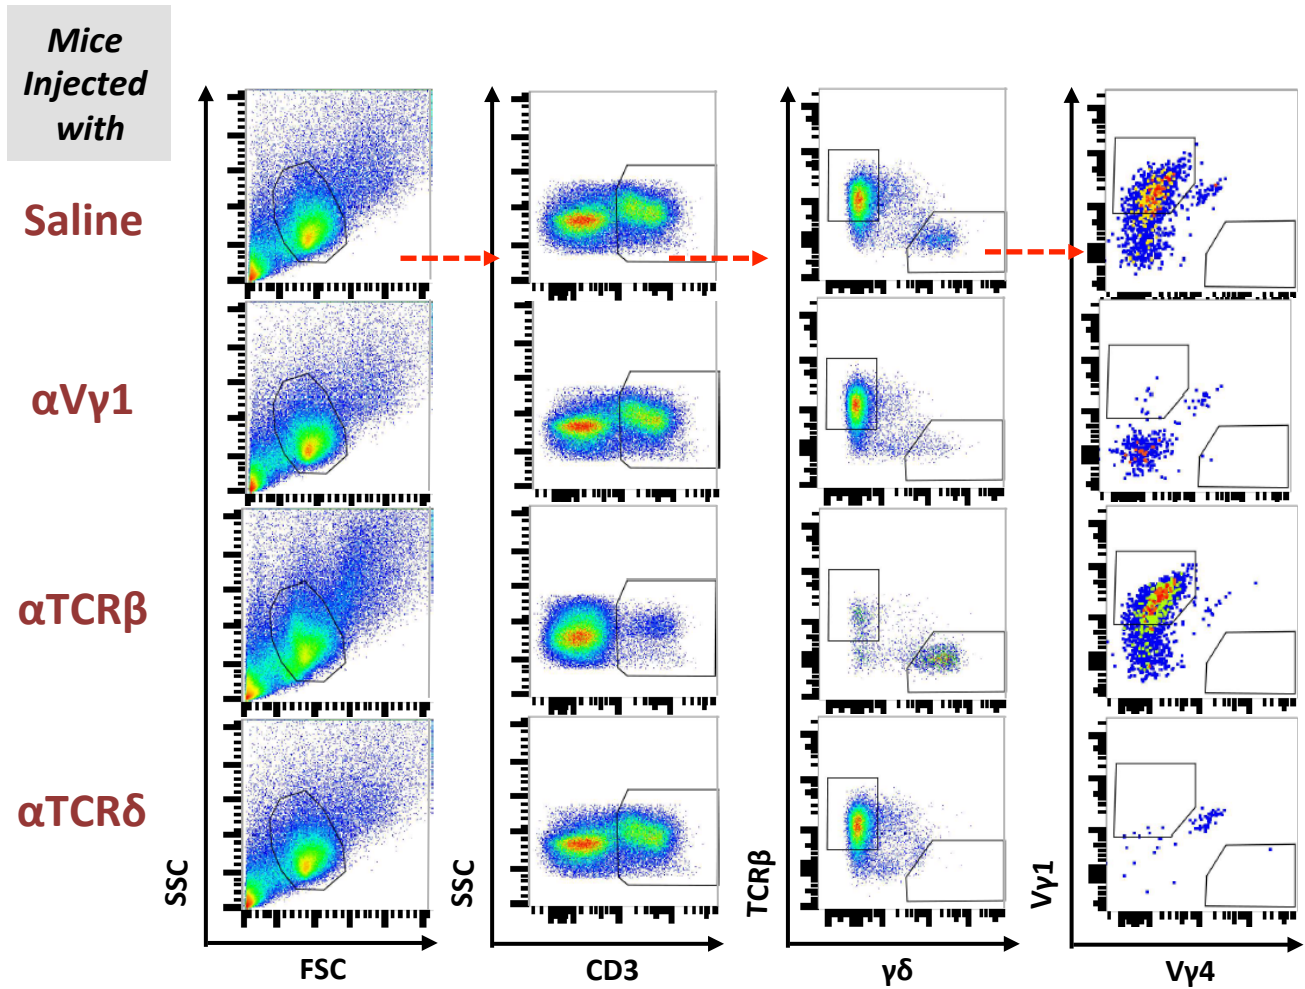 Mice
Injected
with
Saline
αVγ1
αTCRβ
αTCRδ
SSC
FSC
SSC
CD3
TCRβ
γδ
Vγ1
Vγ4